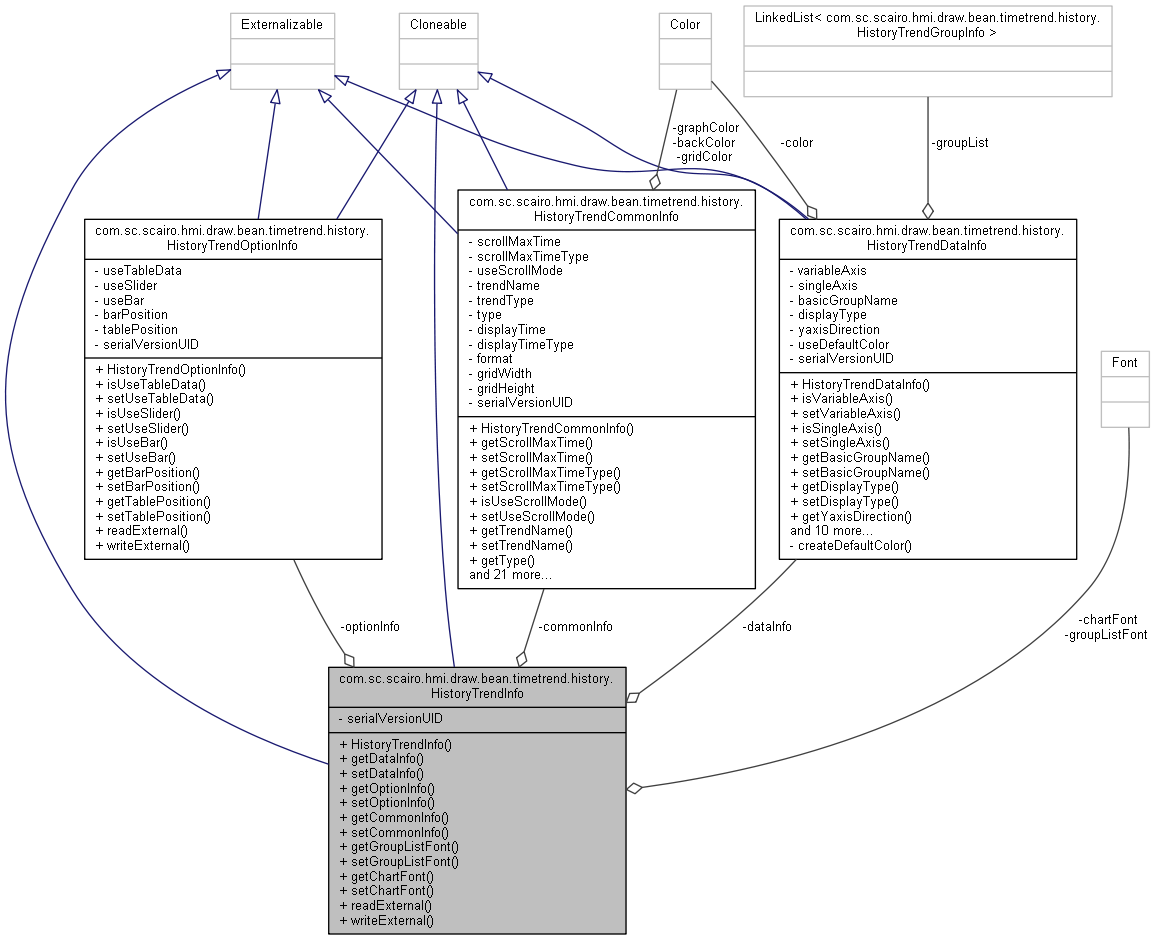 Externalizable
Cloneable
Color
LinkedList< com.sc.scairo.hmi.draw.bean.timetrend.history.
HistoryTrendGroupInfo >
-graphColor
-backColor
-gridColor
-color
-groupList
com.sc.scairo.hmi.draw.bean.timetrend.history.
HistoryTrendOptionInfo
- useTableData
- useSlider
- useBar
- barPosition
- tablePosition
- serialVersionUID
+ HistoryTrendOptionInfo()
+ isUseTableData()
+ setUseTableData()
+ isUseSlider()
+ setUseSlider()
+ isUseBar()
+ setUseBar()
+ getBarPosition()
+ setBarPosition()
+ getTablePosition()
+ setTablePosition()
+ readExternal()
+ writeExternal()
com.sc.scairo.hmi.draw.bean.timetrend.history.
HistoryTrendCommonInfo
- scrollMaxTime
- scrollMaxTimeType
- useScrollMode
- trendName
- trendType
- type
- displayTime
- displayTimeType
- format
- gridWidth
- gridHeight
- serialVersionUID
+ HistoryTrendCommonInfo()
+ getScrollMaxTime()
+ setScrollMaxTime()
+ getScrollMaxTimeType()
+ setScrollMaxTimeType()
+ isUseScrollMode()
+ setUseScrollMode()
+ getTrendName()
+ setTrendName()
+ getType()
and 21 more...
com.sc.scairo.hmi.draw.bean.timetrend.history.
HistoryTrendDataInfo
- variableAxis
- singleAxis
- basicGroupName
- displayType
- yaxisDirection
- useDefaultColor
- serialVersionUID
+ HistoryTrendDataInfo()
+ isVariableAxis()
+ setVariableAxis()
+ isSingleAxis()
+ setSingleAxis()
+ getBasicGroupName()
+ setBasicGroupName()
+ getDisplayType()
+ setDisplayType()
+ getYaxisDirection()
and 10 more...
- createDefaultColor()
Font
-optionInfo
-commonInfo
-dataInfo
-chartFont
-groupListFont
com.sc.scairo.hmi.draw.bean.timetrend.history.
HistoryTrendInfo
- serialVersionUID
+ HistoryTrendInfo()
+ getDataInfo()
+ setDataInfo()
+ getOptionInfo()
+ setOptionInfo()
+ getCommonInfo()
+ setCommonInfo()
+ getGroupListFont()
+ setGroupListFont()
+ getChartFont()
+ setChartFont()
+ readExternal()
+ writeExternal()